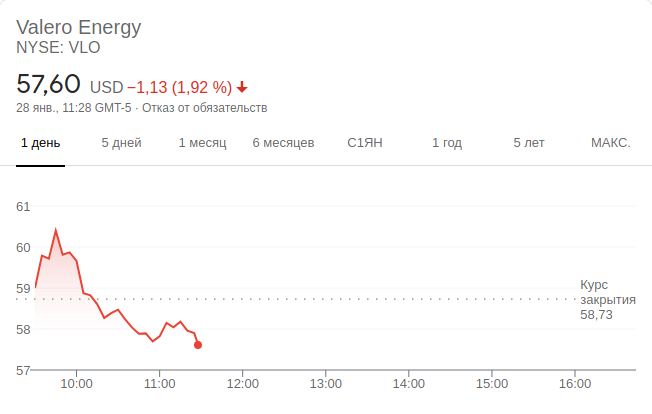 Valero Energy
NYSE: VLO
57,60 USD −1,13 (1,92 %)
28 янв., 11:28 GMT-5 · Отказ от обязательств
1 день 5 дней 1 месяц 6 месяцев С1ЯН 1 год 5 лет МАКС.
61
60
59
58
57
Курс
закрытия
58,73
10:00 11:00 12:00 13:00 14:00 15:00 16:00